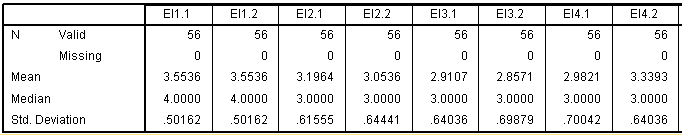 EI1.1 EI1.2 EI2.1 EI2.2 EI3.1 EI3.2 EI4.1 EI4.2
N Valid 56 56 56 56 56 56 56 56
Missing 0 0 0 0 0 0 0 0
Mean 3.5536 3.5536 3.1964 3.0536 2.9107 2.8571 2.9821 3.3393
Median 4.0000 4.0000 3.0000 3.0000 3.0000 3.0000 3.0000 3.0000
Std. Deviation .50162 .50162 .61555 .64441 .64036 .69879 .70042 .64036